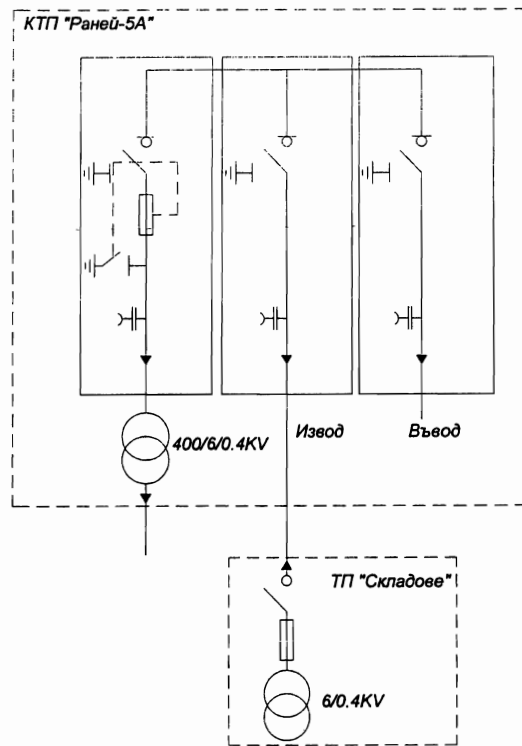 КТП "Раней-5А"
Извод
Въвод
400/6/0.4KV
ТП "Складове"
6/0.4KV